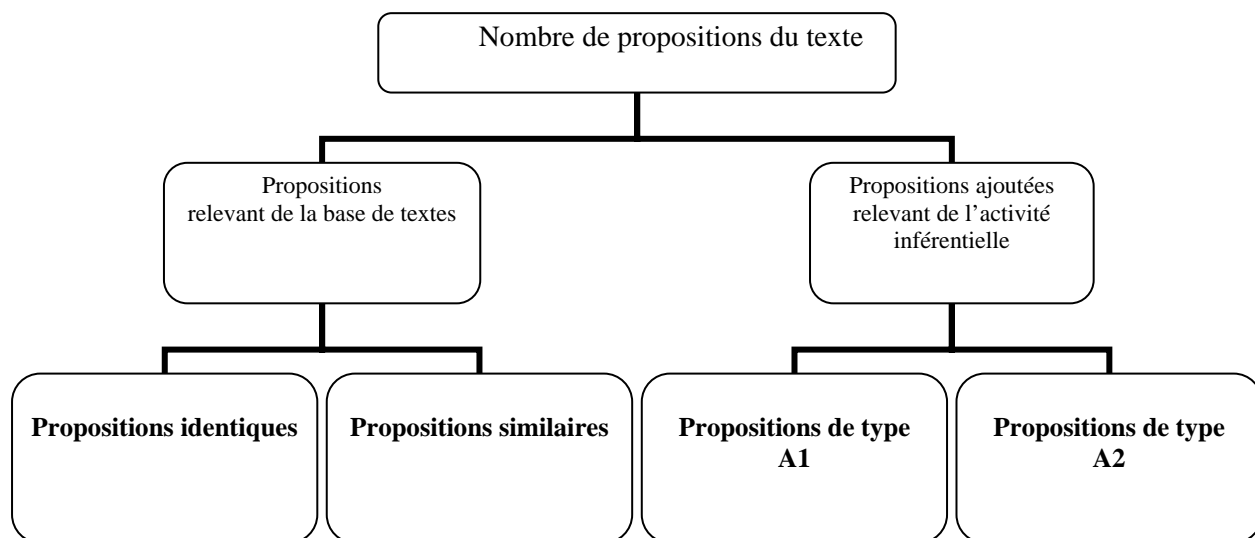 Nombre de propositions du texte
Propositions
relevant de la base de textes
Propositions ajoutées
relevant de l’activité
inférentielle
Propositions identiques
Propositions similaires
Propositions de type
A1
Propositions de type
A2